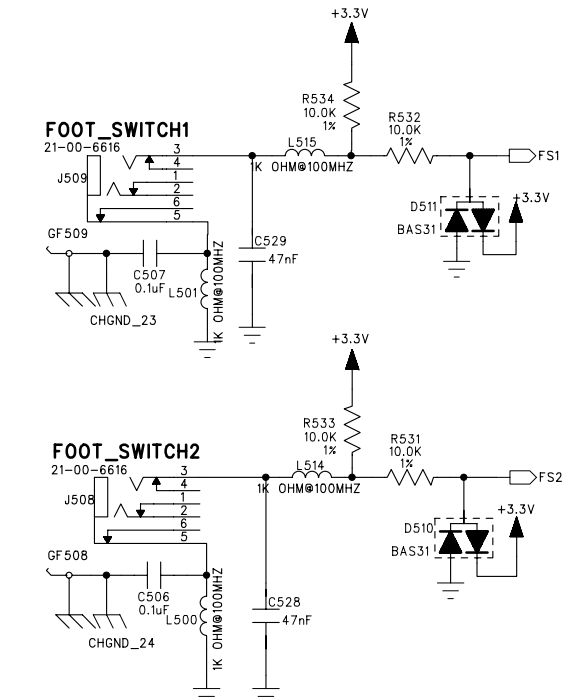 +3.3V
R534
10.0K
1%
R532
10.0K
1%
FOOT_SWITCH1
21-00-6616
3
L515
4
1K OHM@100MHZ
FS1
1
J509
2
6
5
D511
BAS31
+3.3V
GF509
C529
47nF
C507
0.1uF
L501
1K OHM@100MHZ
CHGND_23
+3.3V
R533
10.0K
1%
R531
10.0K
1%
FOOT_SWITCH2
21-00-6616
3
L514
4
1K OHM@100MHZ
FS2
1
J508
2
6
5
D510
BAS31
+3.3V
GF508
C528
47nF
C506
0.1uF
L500
1K OHM@100MHZ
CHGND_24